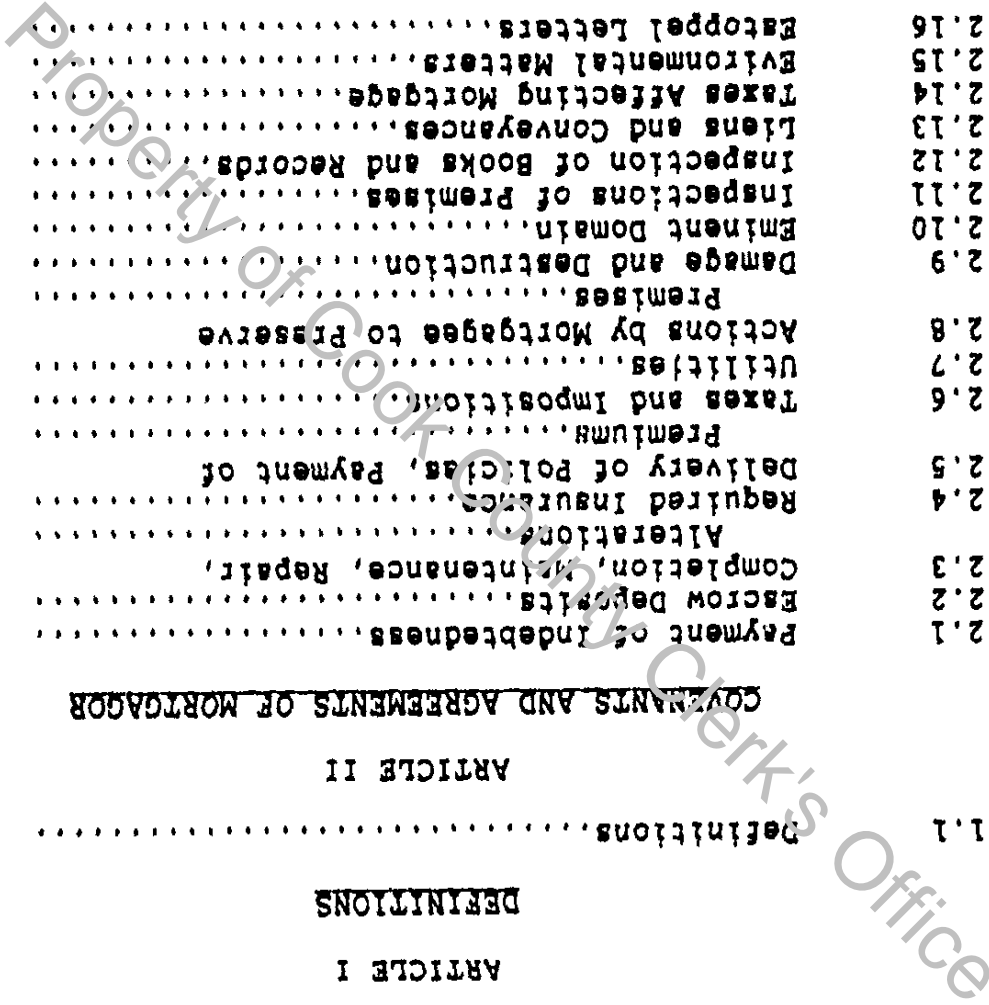 ARTICLE I
DEFINITIONS
1.1 Definitions..............................
ARTICLE II
COVENANTS AND AGREEMENTS OF MORTGAGOR
2.1 Payment of Indebtedness..................
2.2 Escrow Deposits..........................
2.3 Completion, Maintenance, Repair,
Alterations..........................
2.4 Required Insurance.......................
2.5 Delivery of Policies, Payment of
Premiums.............................
2.6 Taxes and Impositions....................
2.7 Utilities................................
2.8 Actions by Mortgagee to Preserve
Premises.............................
2.9 Damage and Destruction...................
2.10 Eminent Domain...........................
2.11 Inspections of Premises..................
2.12 Inspection of Books and Records..........
2.13 Liens and Conveyances....................
2.14 Taxes Affecting Mortgage.................
2.15 Evironmental Matters.....................
2.16 Estoppel Letters.........................
Property of Cook County Clerk's Office